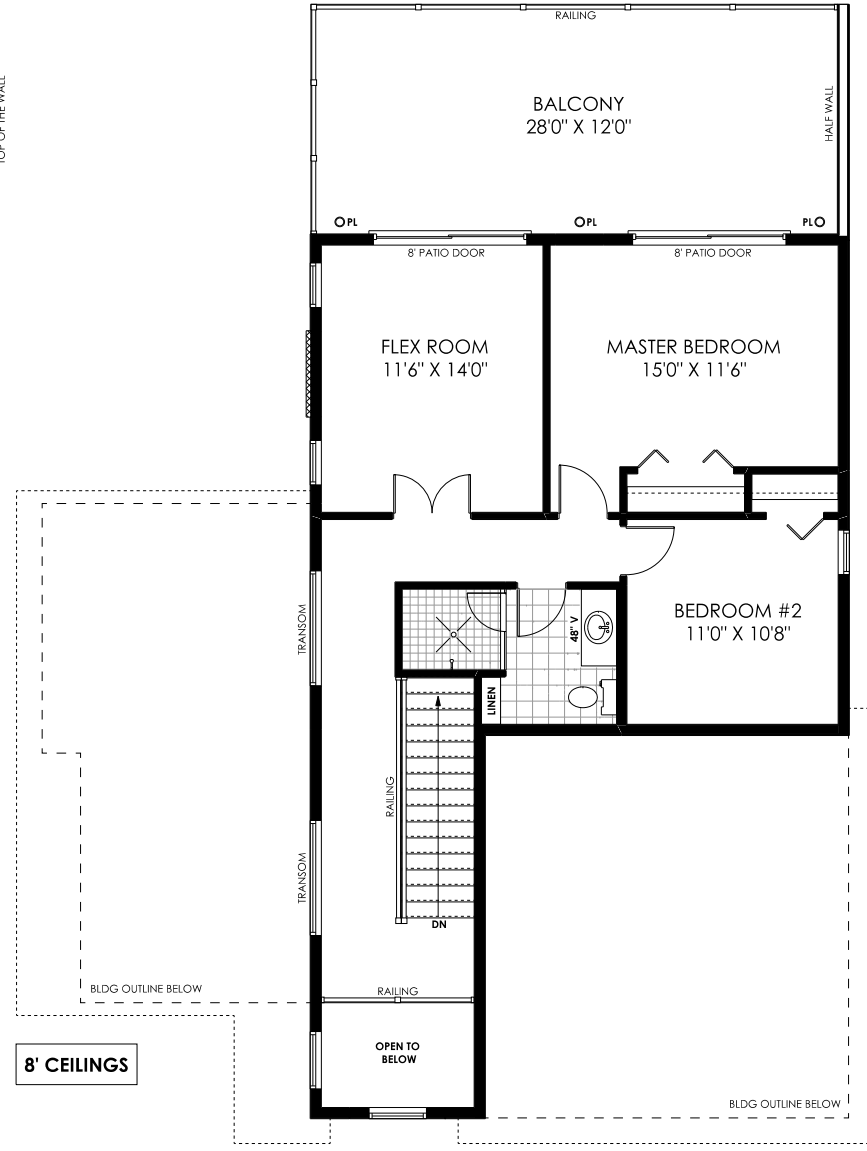 RAILING
TOP OF THE WALL
BALCONY
28'0" X 12'0"
HALF WALL
PL
PL
PL
8' PATIO DOOR
8' PATIO DOOR
FLEX ROOM
11'6" X 14'0"
MASTER BEDROOM
15'0" X 11'6"
TRANSOM
48" V
BEDROOM #2
11'0" X 10'8"
LINEN
RAILING
TRANSOM
DN
BLDG OUTLINE BELOW
RAILING
OPEN TO
BELOW
8' CEILINGS
BLDG OUTLINE BELOW